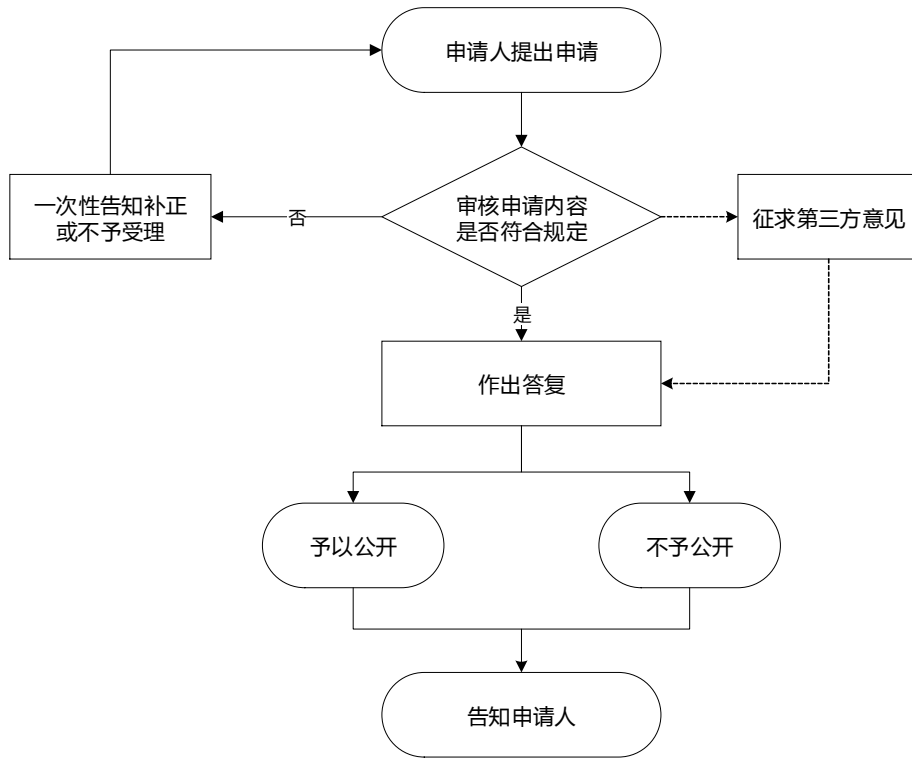 申请人提出申请
一次性告知补正
或不予受理
否
审核申请内容
是否符合规定
征求第三方意见
是
作出答复
予以公开
不予公开
告知申请人